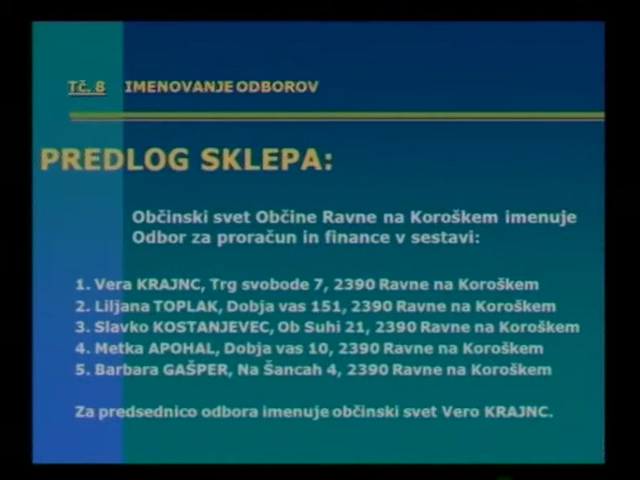 Tč. 8 IMENOVANJE ODBOROV
PREDLOG SKLEPA:
Občinski svet Občine Ravne na Koroškem imenuje
Odbor za proračun in finance v sestavi:
1. Vera KRAJNC, Trg svobode 7, 2390 Ravne na Koroškem
2. Liljana TOPLAK, Dobja vas 151, 2390 Ravne na Koroškem
3. Slavko KOSTANJEVEC, Ob Suhi 21, 2390 Ravne na Koroškem
4. Metka APOHAL, Dobja vas 10, 2390 Ravne na Koroškem
5. Barbara GAŠPER, Na Šancah 4, 2390 Ravne na Koroškem
Za predsednico odbora imenuje občinski svet Vero KRAJNC.